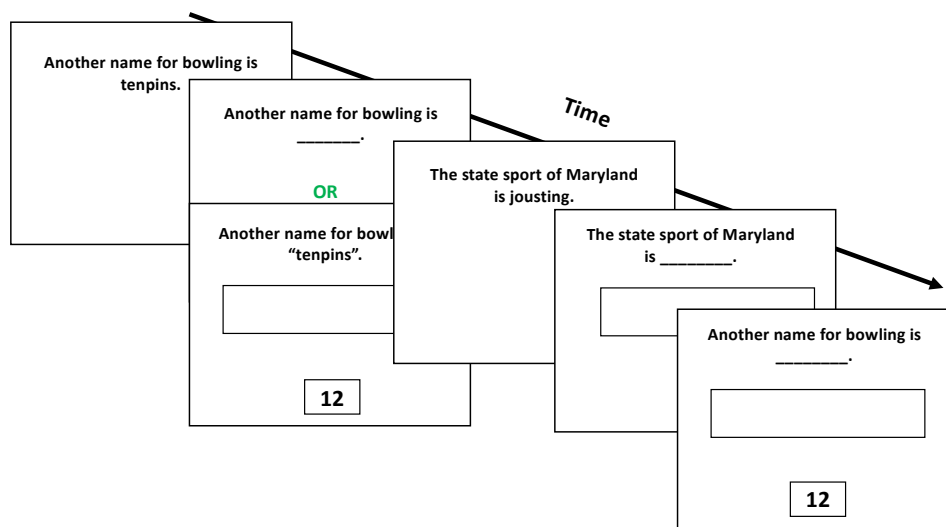 Another name for bowling is
tenpins.
Another name for bowling is
_______.
OR
Another name for bowl
“tenpins”.
12
Time
The state sport of Maryland
is jousting.
The state sport of Maryland
is ________.
Another name for bowling is
________.
12